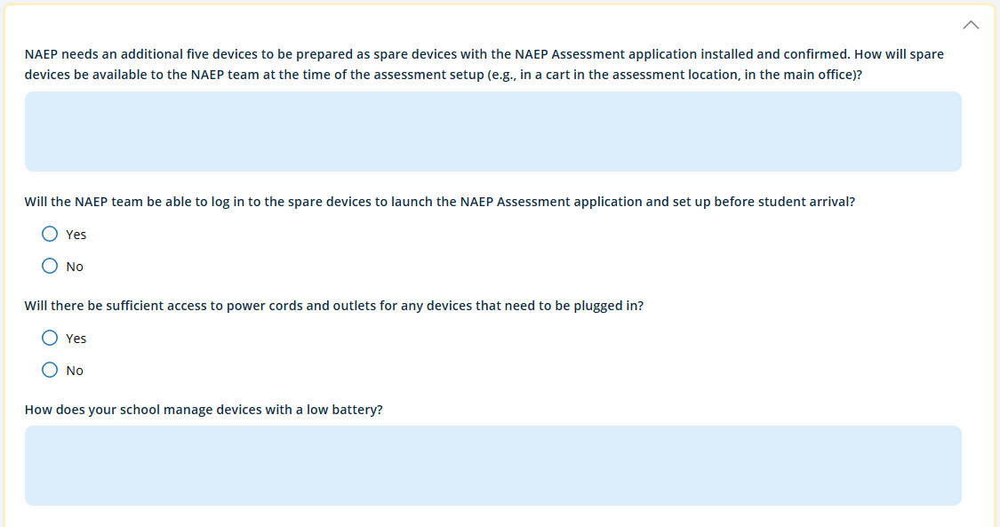 NAEP needs an additional five devices to be prepared as spare devices with the NAEP Assessment application installed and confirmed. How will spare
devices be available to the NAEP team at the time of the assessment setup (e.g., in a cart in the assessment location, in the main office)?
Will the NAEP team be able to log in to the spare devices to launch the NAEP Assessment application and set up before student arrival?
Yes
No
Will there be sufficient access to power cords and outlets for any devices that need to be plugged in?
Yes
No
How does your school manage devices with a low battery?